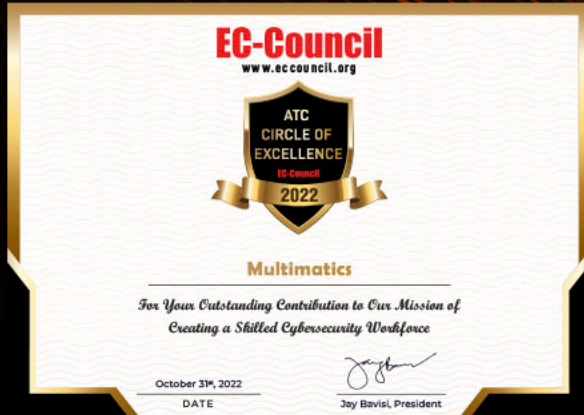 EC-Council
www.eccouncil.org
ATC
CIRCLE OF
EXCELLENCE
EC-Council
2022
Multimatics
For Your Outstanding Contribution to Our Mission of
Creating a Skilled Cybersecurity Workforce
October 31st, 2022
DATE
Jay Bavisi, President